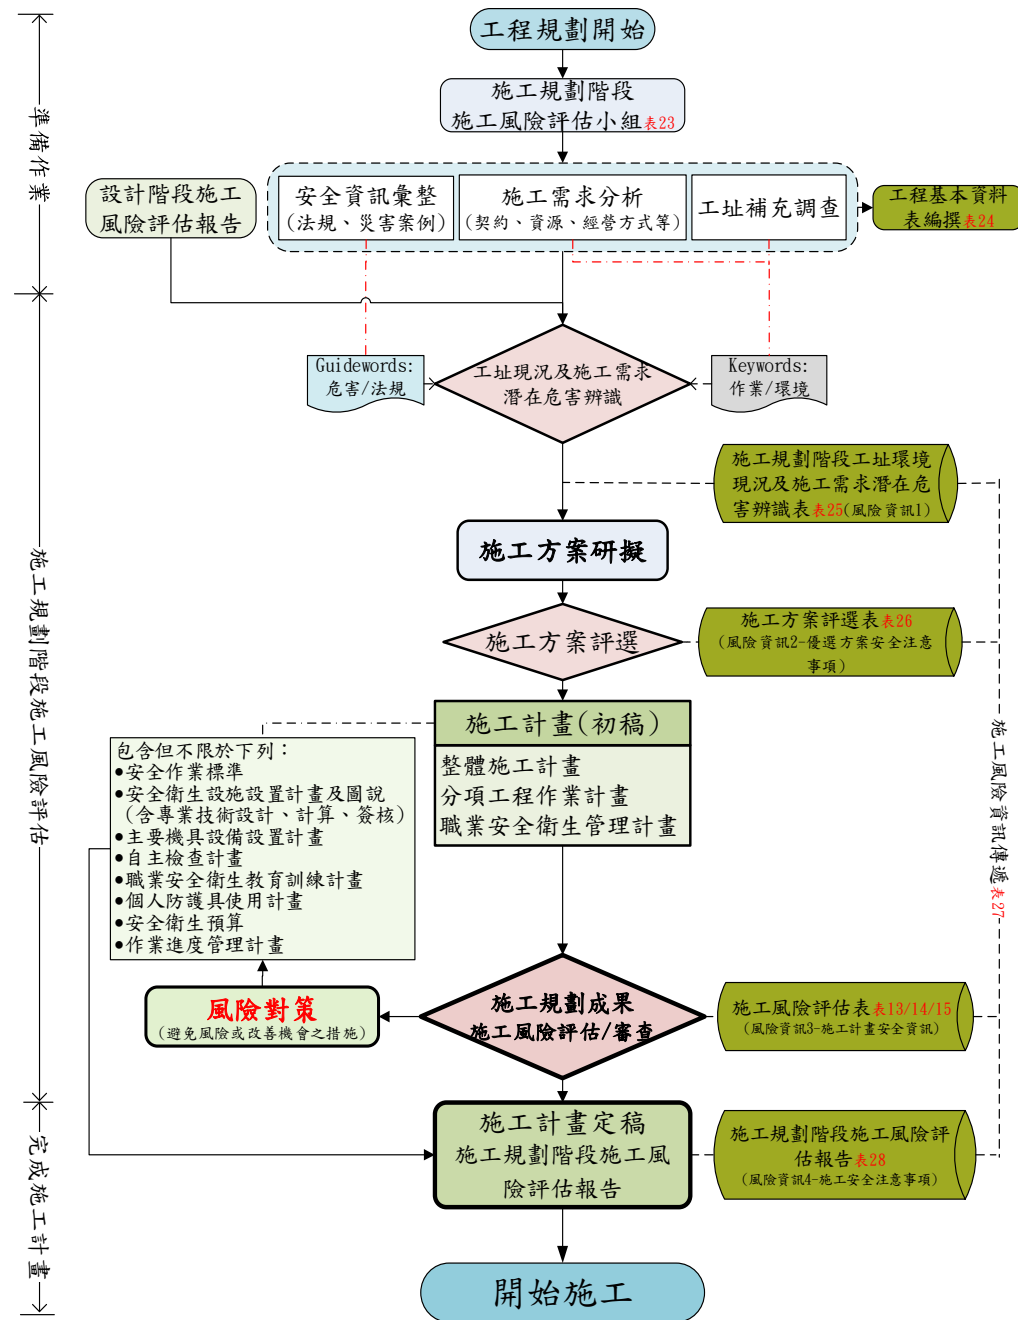 工程規劃開始
施工規劃階段
施工風險評估小組表23
準備作業
設計階段施工
風險評估報告
安全資訊彙整
(法規、災害案例)
施工需求分析
(契約、資源、經營方式等)
工址補充調查
工程基本資料
表編撰表24
Guidewords:
危害/法規
工址現況及施工需求
潛在危害辨識
Keywords:
作業/環境
施工規劃階段工址環境
現況及施工需求潛在危
害辨識表表25(風險資訊1)
施工方案研擬
施工規劃階段施工風險評估
施工方案評選
施工方案評選表表26
(風險資訊2-優選方案安全注意
事項)
施工計畫(初稿)
整體施工計畫
分項工程作業計畫
職業安全衛生管理計畫
包含但不限於下列：
●安全作業標準
●安全衛生設施設置計畫及圖說
(含專業技術設計、計算、簽核)
●主要機具設備設置計畫
●自主檢查計畫
●職業安全衛生教育訓練計畫
●個人防護具使用計畫
●安全衛生預算
●作業進度管理計畫
施工風險資訊傳遞表27
風險對策
(避免風險或改善機會之措施)
施工規劃成果
施工風險評估/審查
施工風險評估表表13/14/15
(風險資訊3-施工計畫安全資訊)
完成施工計畫
施工計畫定稿
施工規劃階段施工風
險評估報告
施工規劃階段施工風險評
估報告表28
(風險資訊4-施工安全注意事項)
開始施工